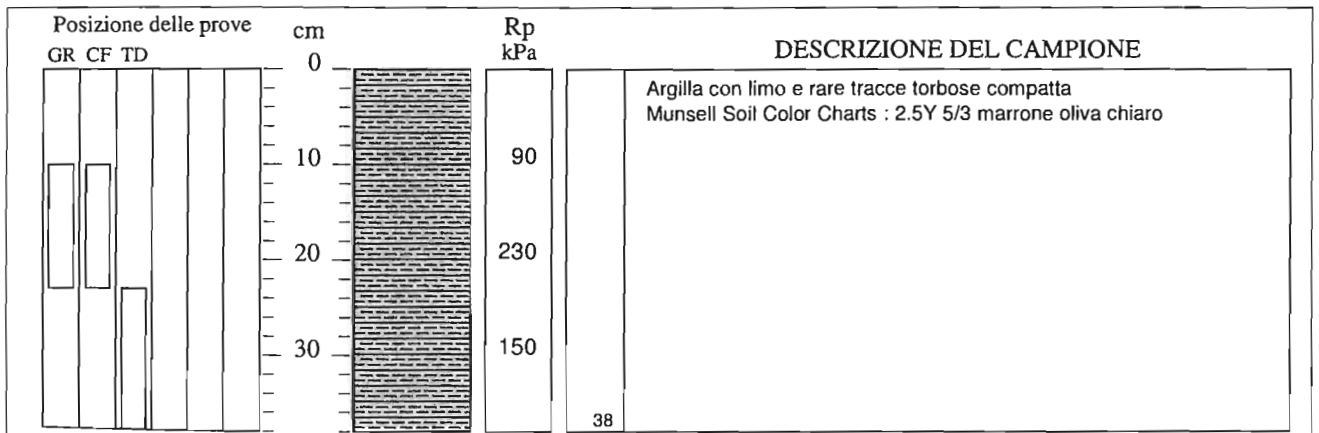 Posizione delle prove
GR CF TD
cm
Rp
kPa
DESCRIZIONE DEL CAMPIONE
0
10
20
30
90
230
150
Argilla con limo e rare tracce torbose compatta
Munsell Soil Color Charts : 2.5Y 5/3 marrone oliva chiaro
38